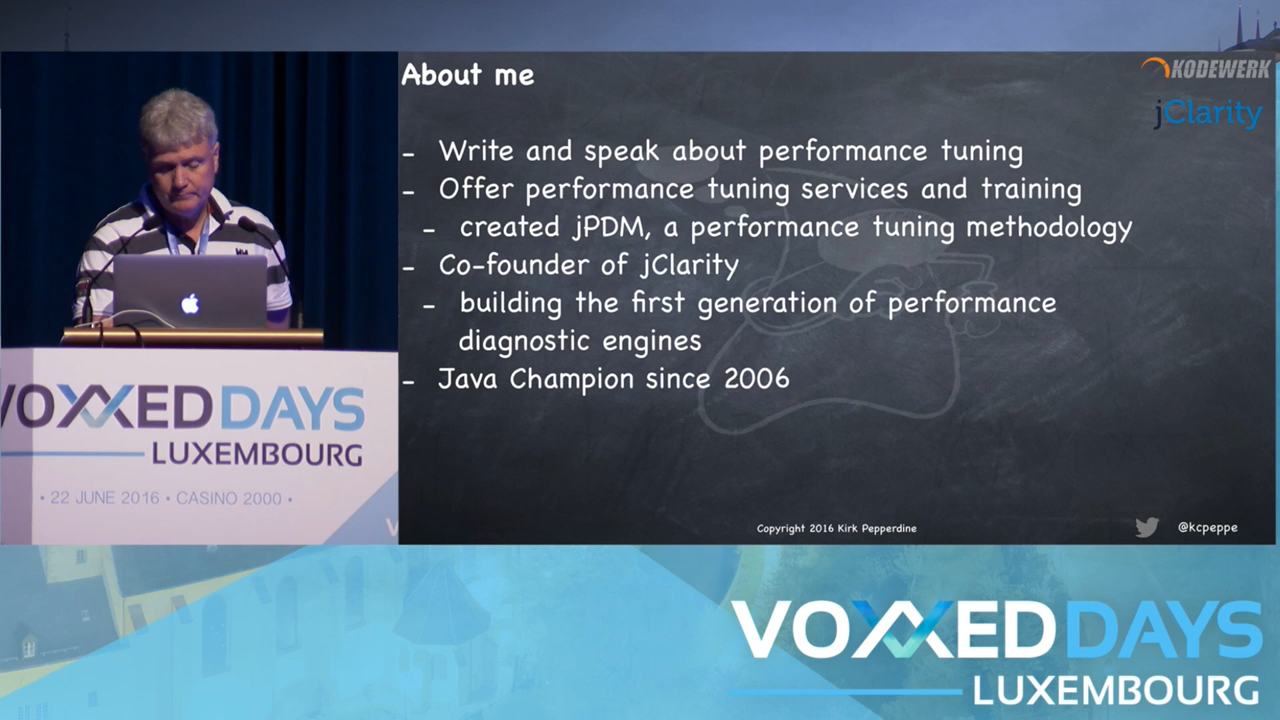 About me
KODEWERK
jClarity
- Write and speak about performance tuning
- Offer performance tuning services and training
- created jPDM, a performance tuning methodology
- Co-founder of jClarity
- building the first generation of performance
diagnostic engines
- Java Champion since 2006
Copyright 2016 Kirk Pepperdine
@kcpeppe
VOXXED DAYS
LUXEMBOURG
• 22 JUNE 2016 • CASINO 2000 •
V
VOXXED DAYS
LUXEMBOURG